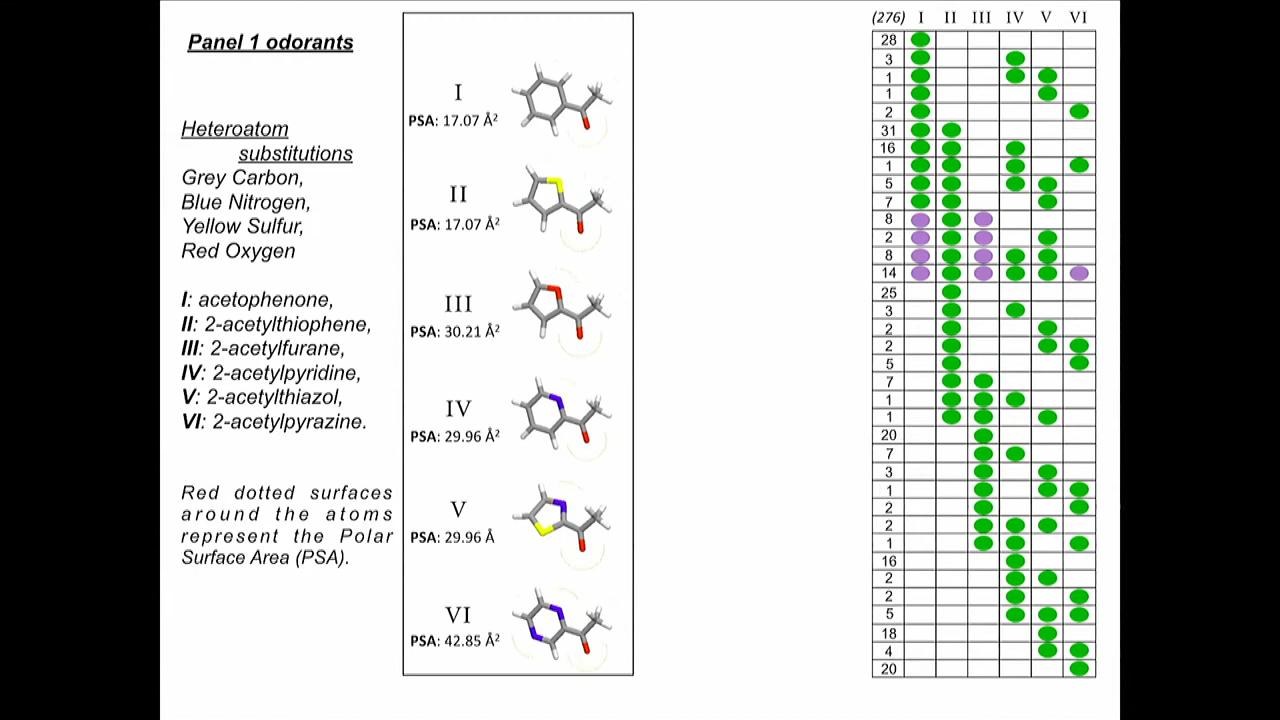 Panel 1 odorants
Heteroatom
substitutions
Grey Carbon,
Blue Nitrogen,
Yellow Sulfur,
Red Oxygen
I: acetophenone,
II: 2-acetylthiophene,
III: 2-acetylfurane,
IV: 2-acetylpyridine,
V: 2-acetylthiazol,
VI: 2-acetylpyrazine.
Red dotted surfaces
around the atoms
represent the Polar
Surface Area (PSA).
I
PSA: 17.07 Å²
II
PSA: 17.07 Å²
III
PSA: 30.21 Å²
IV
PSA: 29.96 Å²
V
PSA: 29.96 Å
VI
PSA: 42.85 Å²
(276) I II III IV V VI
28
3
1
1
2
31
16
1
5
7
8
2
8
14
25
3
2
2
5
7
1
1
20
7
3
1
2
2
1
16
2
2
5
18
4
20